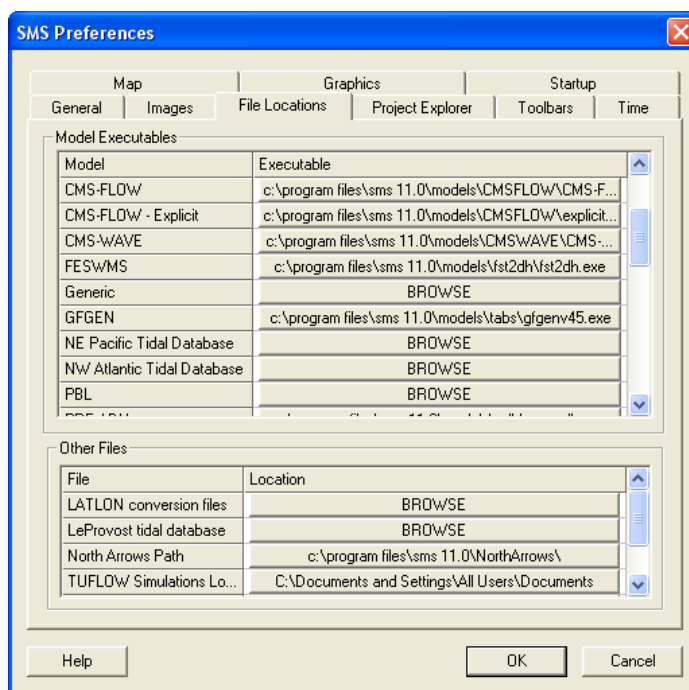 SMS Preferences
Map Graphics Startup
General Images File Locations Project Explorer Toolbars Time
Model Executables
Model Executable
CMS-FLOW c:\program files\sms 11.0\models\CMSFLOW\CMS-F...
CMS-FLOW - Explicit c:\program files\sms 11.0\models\CMSFLOW\explicit...
CMS-WAVE c:\program files\sms 11.0\models\CMSWAVE\CMS-...
FESWMS c:\program files\sms 11.0\models\fst2dh\fst2dh.exe
Generic BROWSE
GFGEN c:\program files\sms 11.0\models\tabs\gfgenv45.exe
NE Pacific Tidal Database BROWSE
NW Atlantic Tidal Database BROWSE
PBL BROWSE
Other Files
File Location
LATLON conversion files BROWSE
LeProvost tidal database BROWSE
North Arrows Path c:\program files\sms 11.0\NorthArrows\
TUFLOW Simulations Lo... C:\Documents and Settings\All Users\Documents
Help OK Cancel